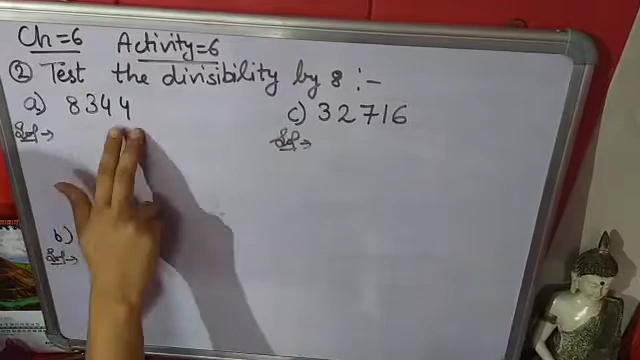 Ch=6 Activity=6
② Test the divisibility by 8 :-
a) 8344
Sol →
c) 32716
Sol →
b)
Sol →